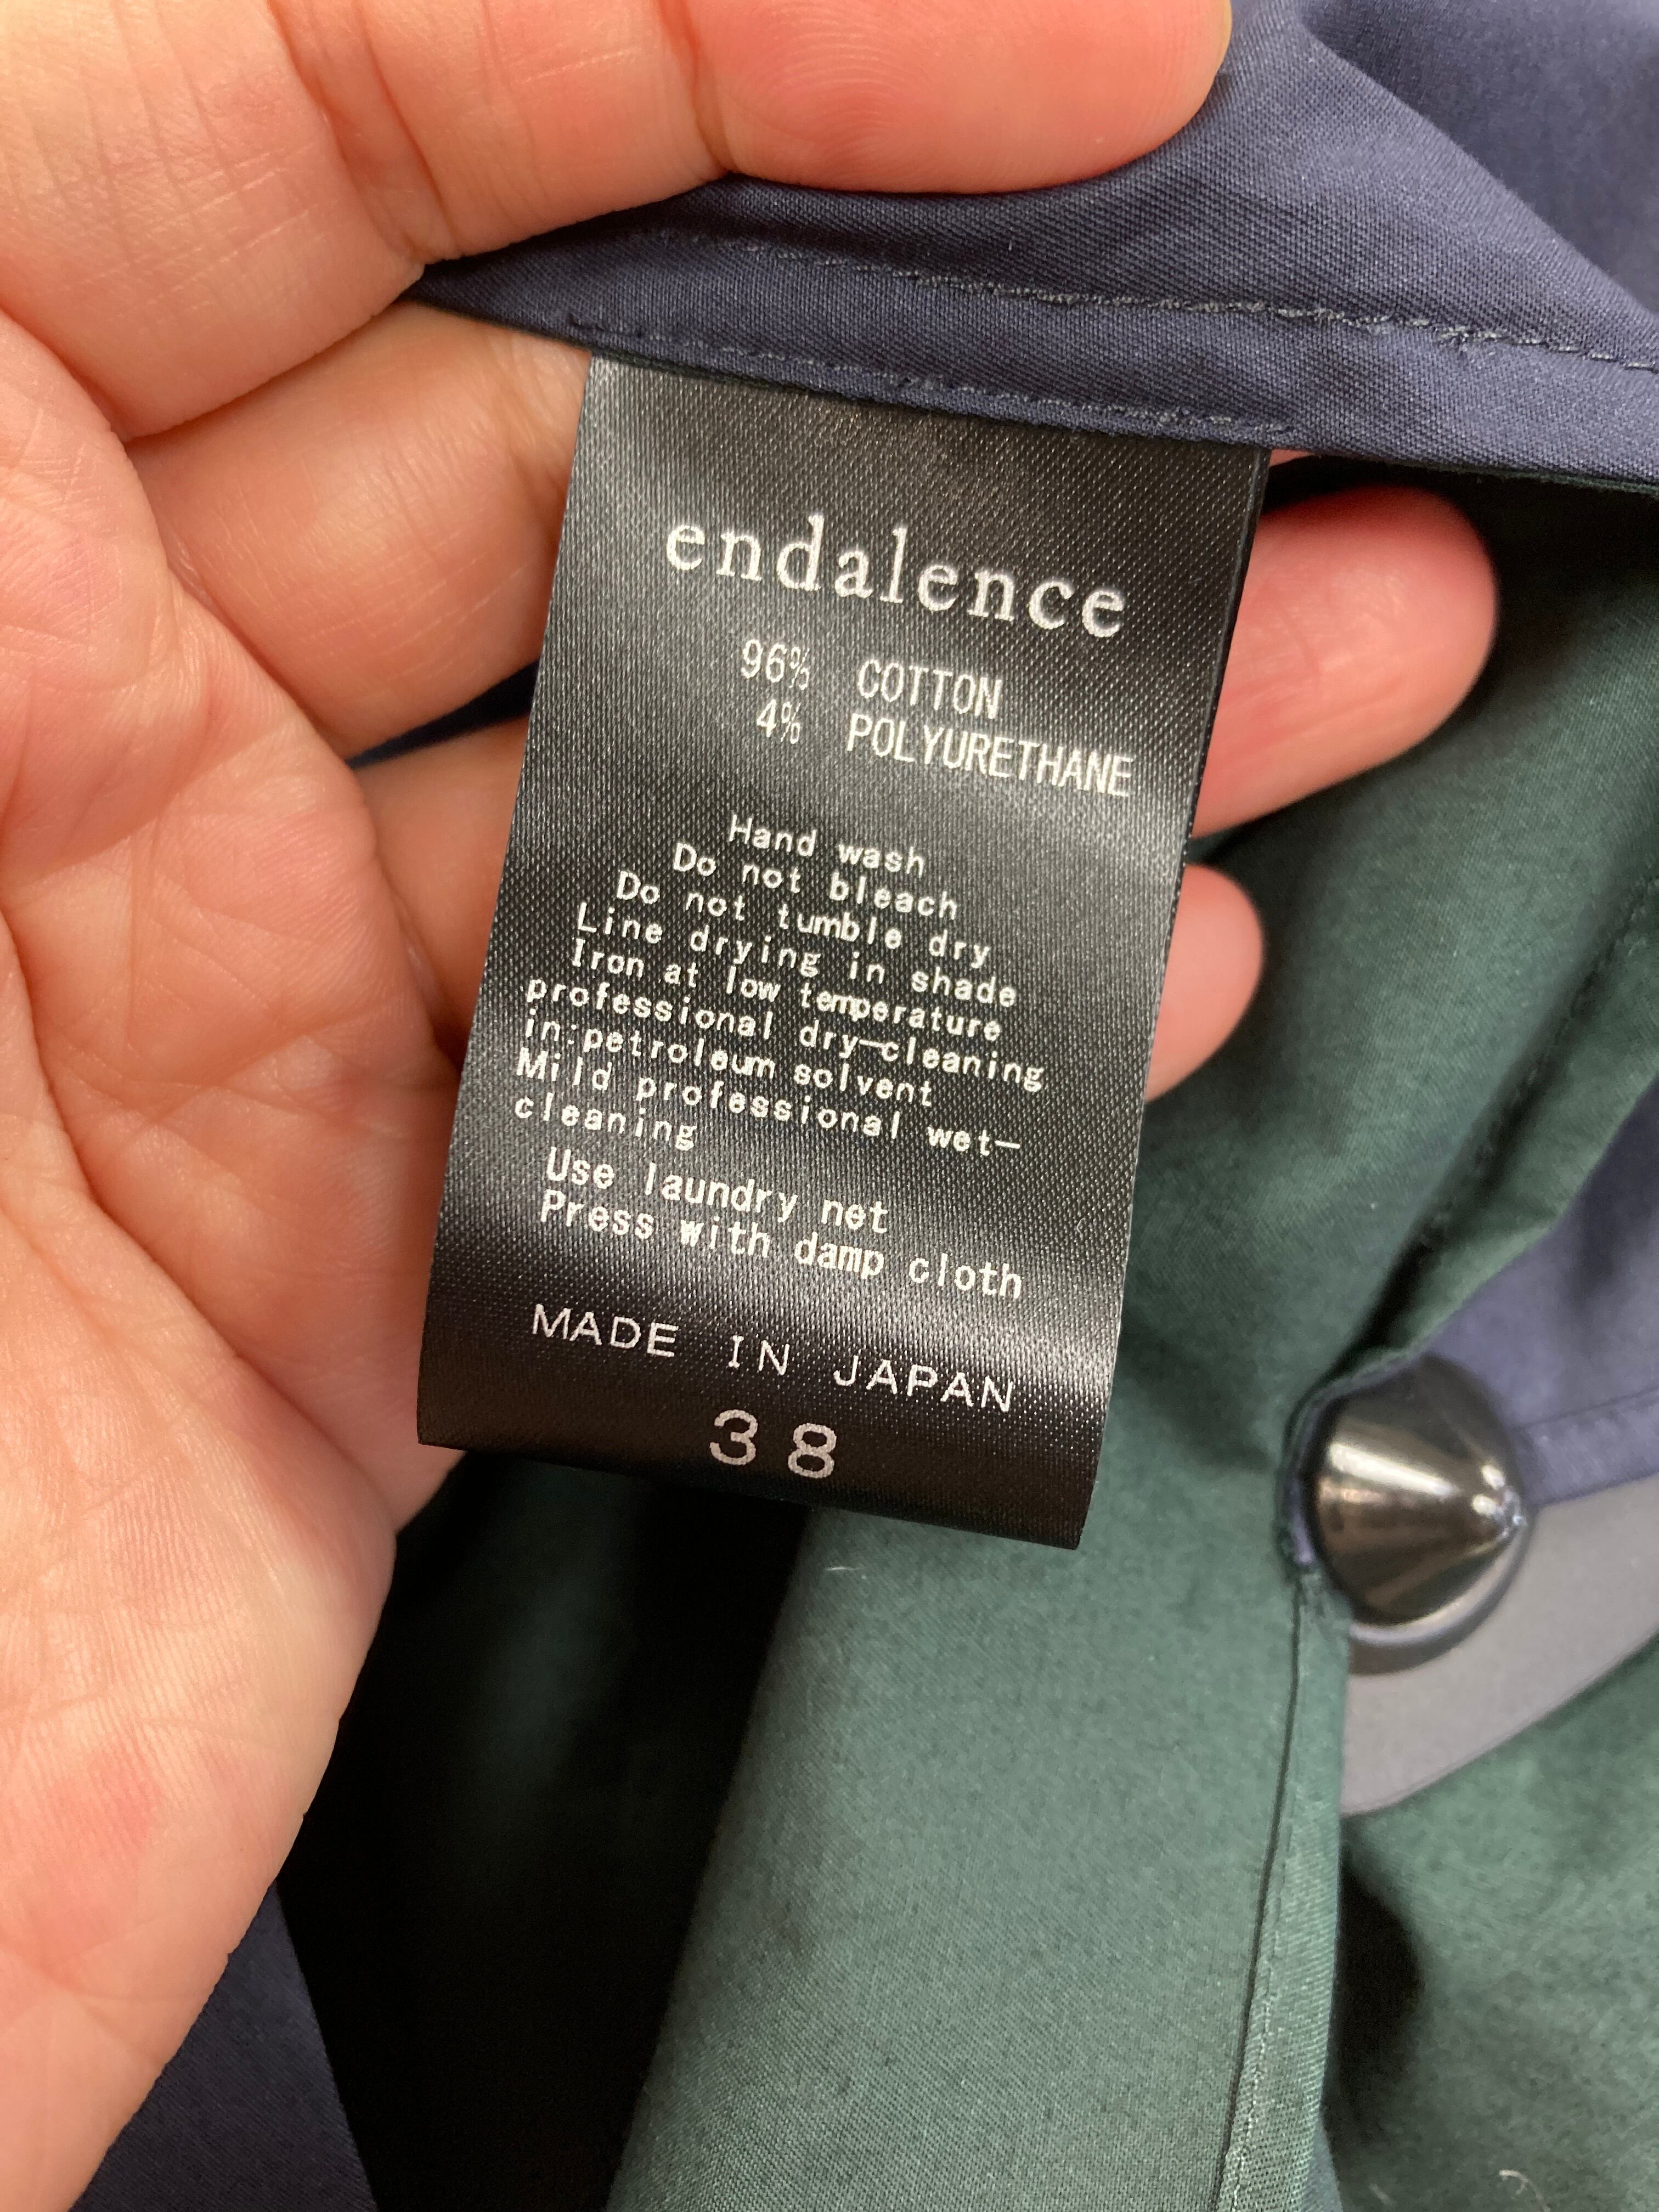 endalence
96% COTTON
4% POLYURETHANE
Hand wash
Do not bleach
Do not tumble dry
Line drying in shade
Iron at low temperature
professional dry-cleaning
in:petroleum solvent
Mild professional wet-
cleaning
Use laundry net
Press with damp cloth
MADE IN JAPAN
38